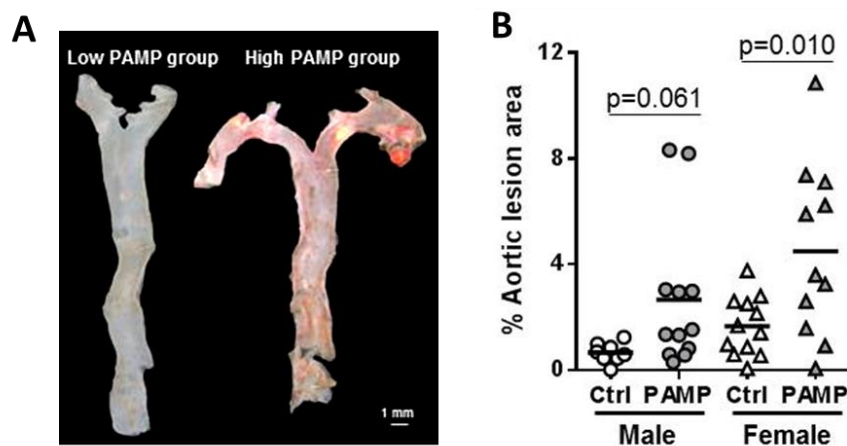 A
Low PAMP group
High PAMP group
1 mm
B
% Aortic lesion area
12
8
4
0
p=0.061
p=0.010
Ctrl PAMP Ctrl PAMP
Male
Female